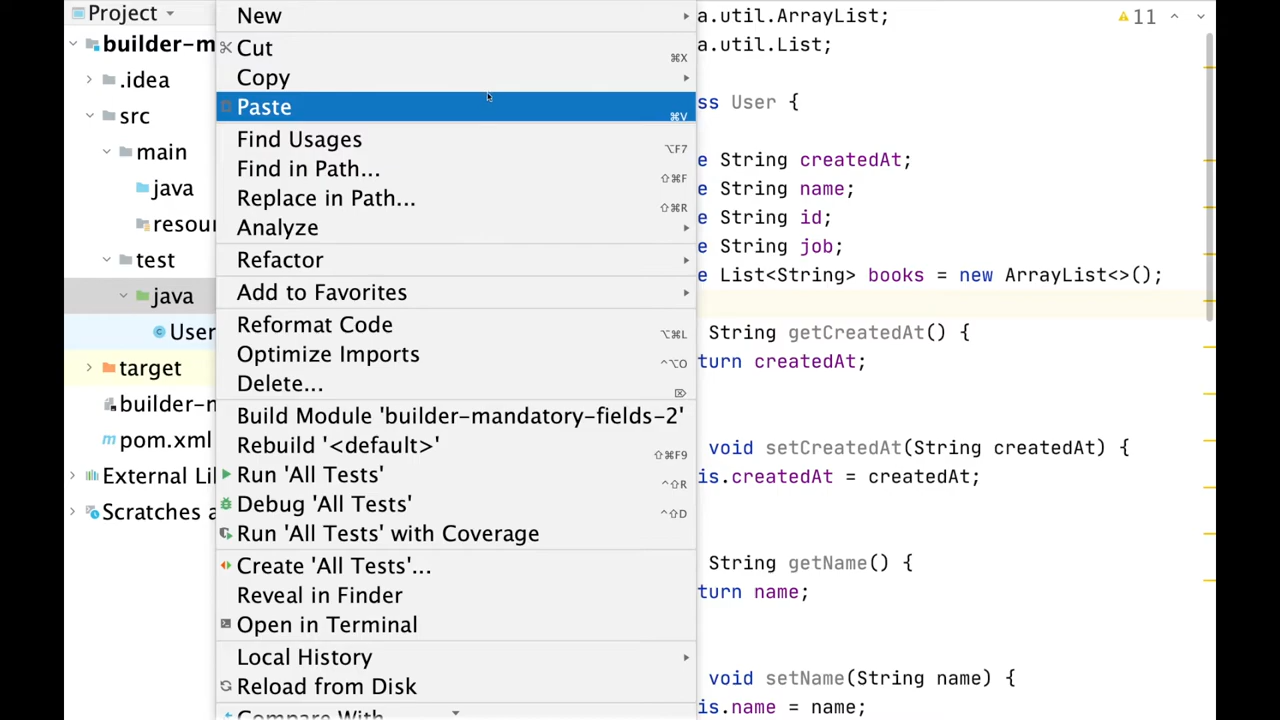 Project
builder-m
.idea
src
main
java
resour
test
java
User
target
builder-m
pom.xml
External Li
Scratches a
New
Cut ⌘X
Copy
Paste ⌘V
Find Usages ⌥F7
Find in Path... ⇧⌘F
Replace in Path... ⇧⌘R
Analyze
Refactor
Add to Favorites
Reformat Code ⌥⌘L
Optimize Imports ^⌥O
Delete... ⌦
Build Module 'builder-mandatory-fields-2'
Rebuild '<default>' ⇧⌘F9
Run 'All Tests' ^⇧R
Debug 'All Tests' ^⇧D
Run 'All Tests' with Coverage
Create 'All Tests'...
Reveal in Finder
Open in Terminal
Local History
Reload from Disk
Compare With
a.util.ArrayList; 11
a.util.List;
ss User {
e String createdAt;
e String name;
e String id;
e String job;
e List<String> books = new ArrayList<>();
String getCreatedAt() {
turn createdAt;
void setCreatedAt(String createdAt) {
is.createdAt = createdAt;
String getName() {
turn name;
void setName(String name) {
is.name = name;